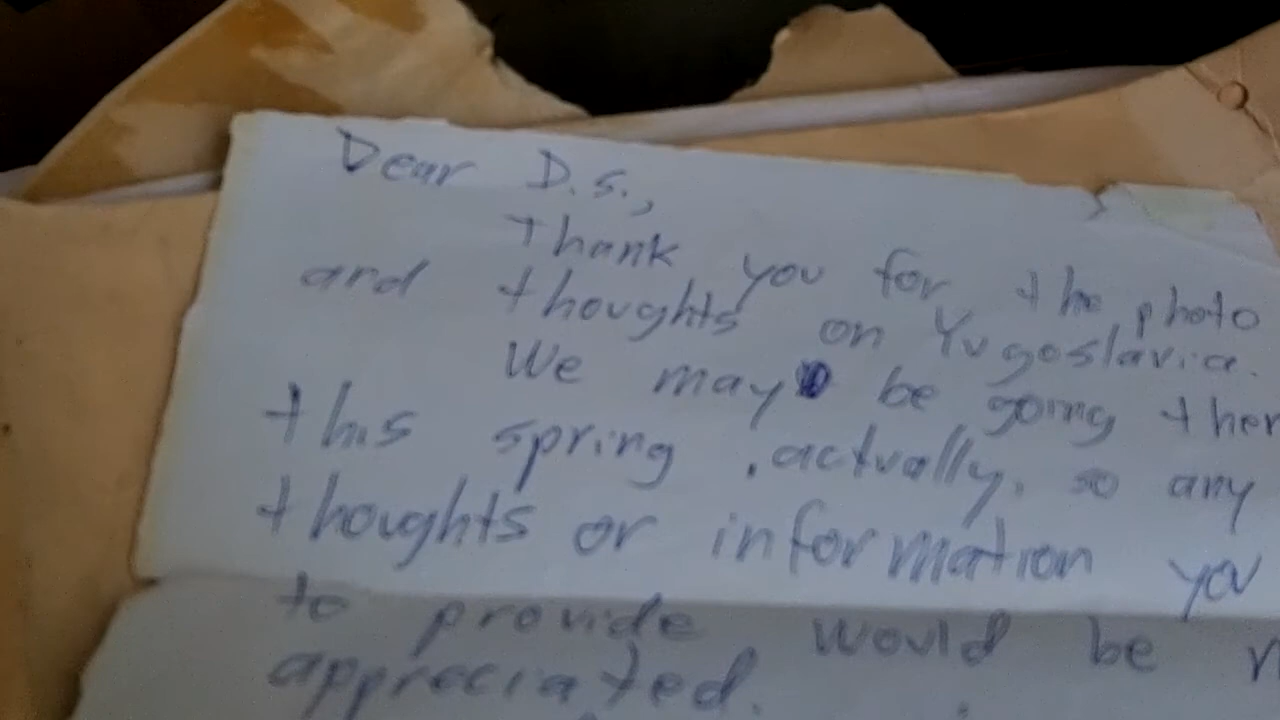 Dear D.S.,
Thank you for the photo
and thoughts on Yugoslavia.
We may be going ther
this spring, actually, so any
thoughts or information you
to provide would be
appreciated.